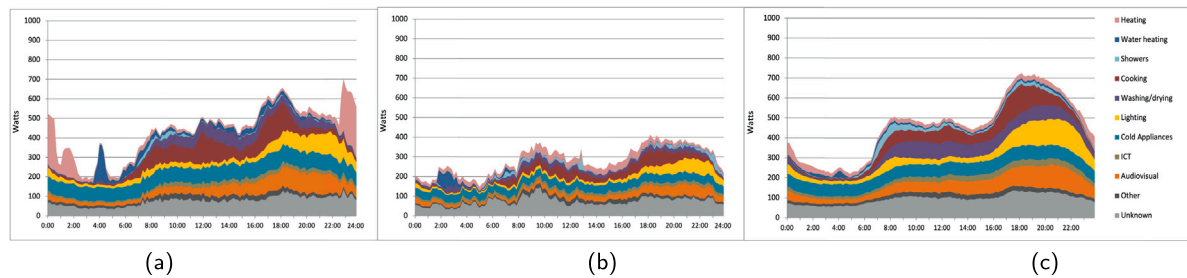 1000
900
800
700
600
500
400
300
200
100
0
Watts
0:00 2:00 4:00 6:00 8:00 10:00 12:00 14:00 16:00 18:00 20:00 22:00 24:00
(a)
1000
900
800
700
600
500
400
300
200
100
0
Watts
0:00 2:00 4:00 6:00 8:00 10:00 12:00 14:00 16:00 18:00 20:00 22:00 24:00
(b)
1000
900
800
700
600
500
400
300
200
100
0
Watts
0:00 2:00 4:00 6:00 8:00 10:00 12:00 14:00 16:00 18:00 20:00 22:00
(c)
Heating
Water heating
Showers
Cooking
Washing/drying
Lighting
Cold Appliances
ICT
Audiovisual
Other
Unknown